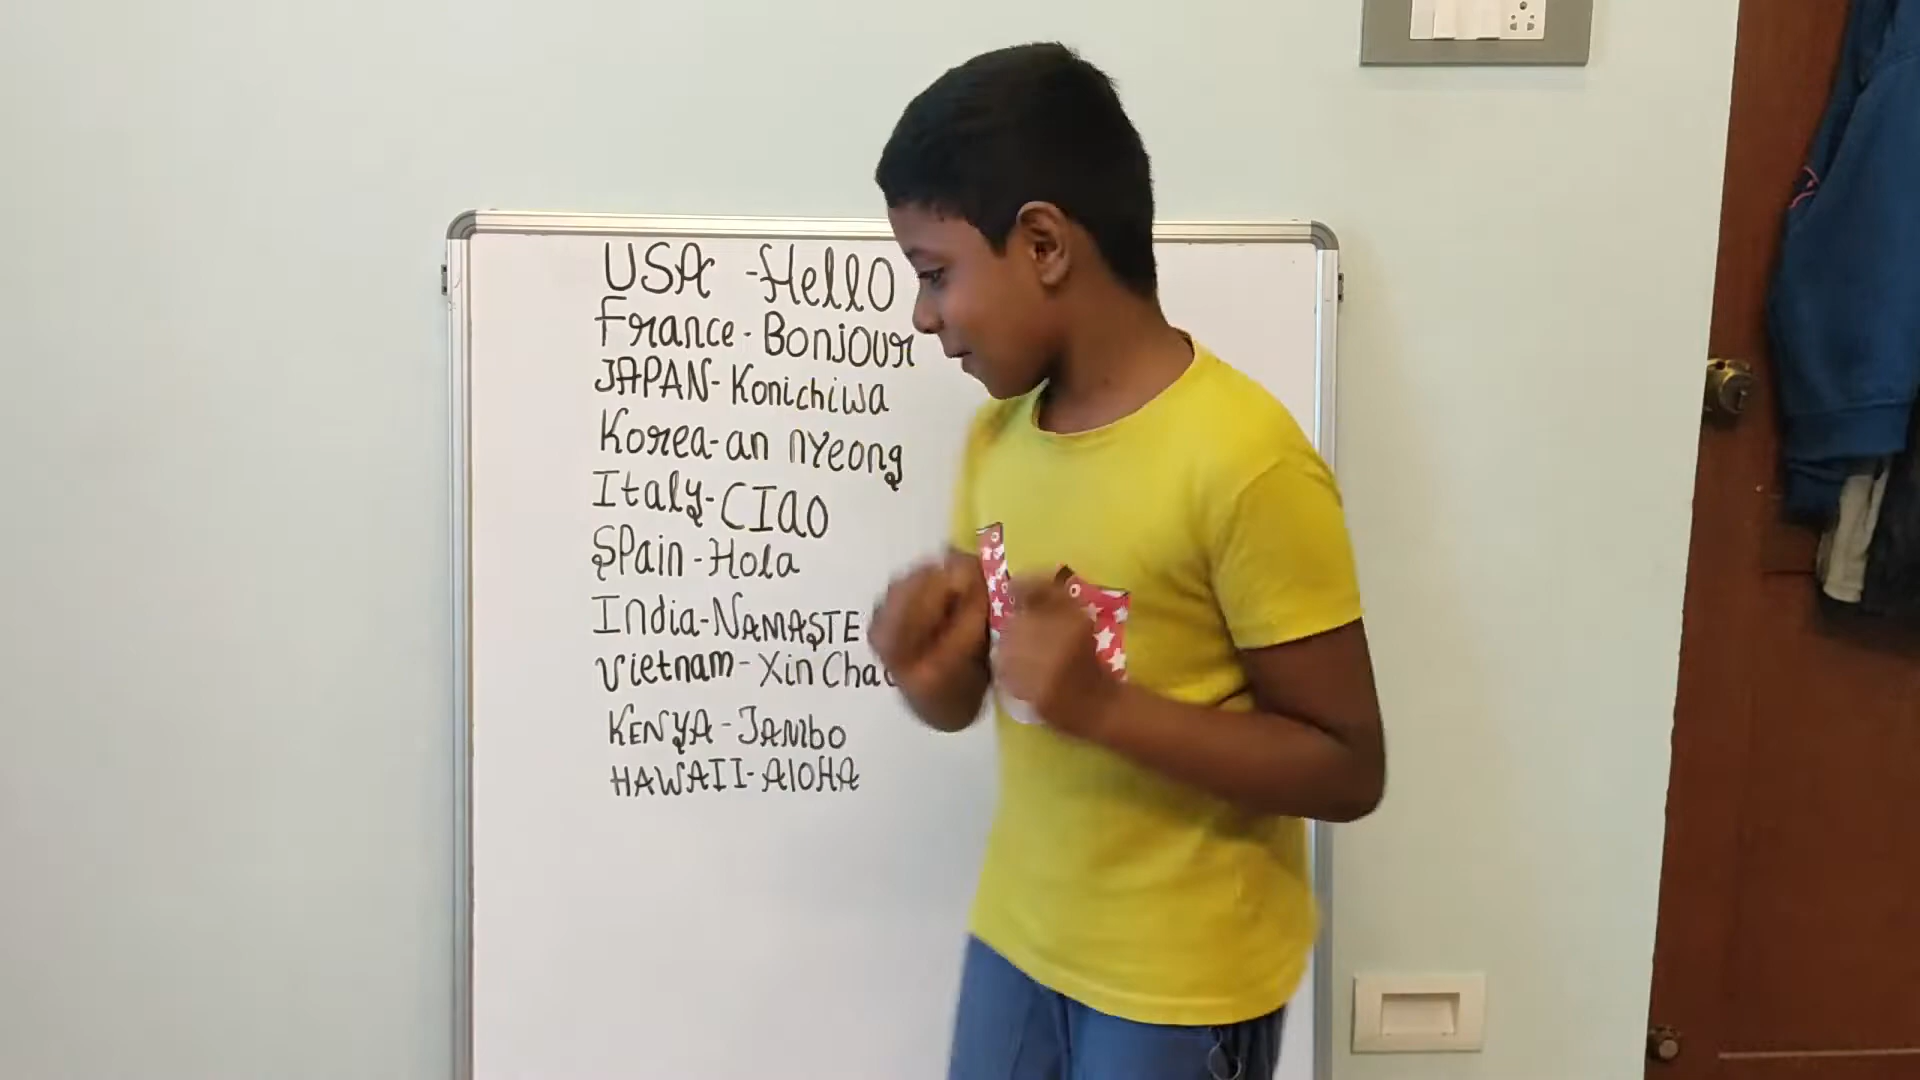 USA - Hello
France - Bonjour
JAPAN - Konichiwa
Korea - an nyeong
Italy - CIao
SPain - Hola
India - NAMASTE
Vietnam - Xin Chao
KENYA - JAMbo
HAWAII - AlOHA